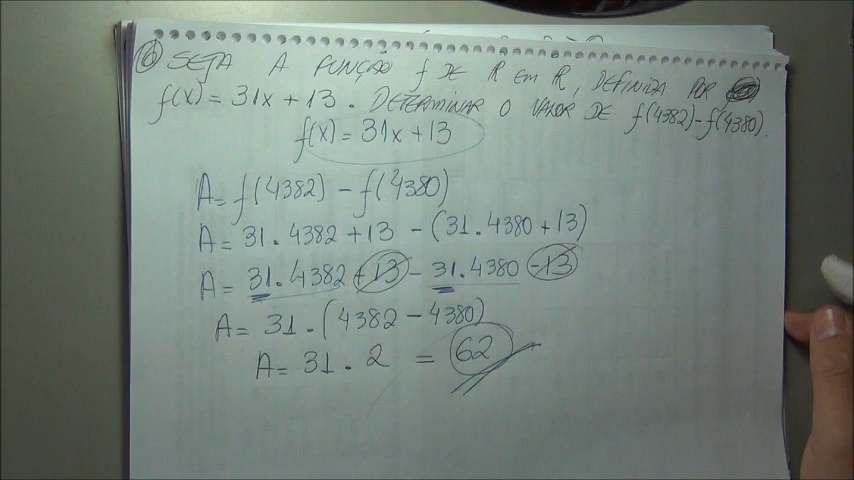 6 SEJA A FUNÇÃO f DE R EM R, DEFINIDA POR
f(x) = 31x + 13. DETERMINAR O VALOR DE f(4382) - f(4380).
f(x) = 31x + 13
A = f(4382) - f(4380)
A = 31.4382 + 13 - (31.4380 + 13)
A = 31.4382 + 13 - 31.4380 - 13
A = 31.(4382 - 4380)
A = 31.2 = 62